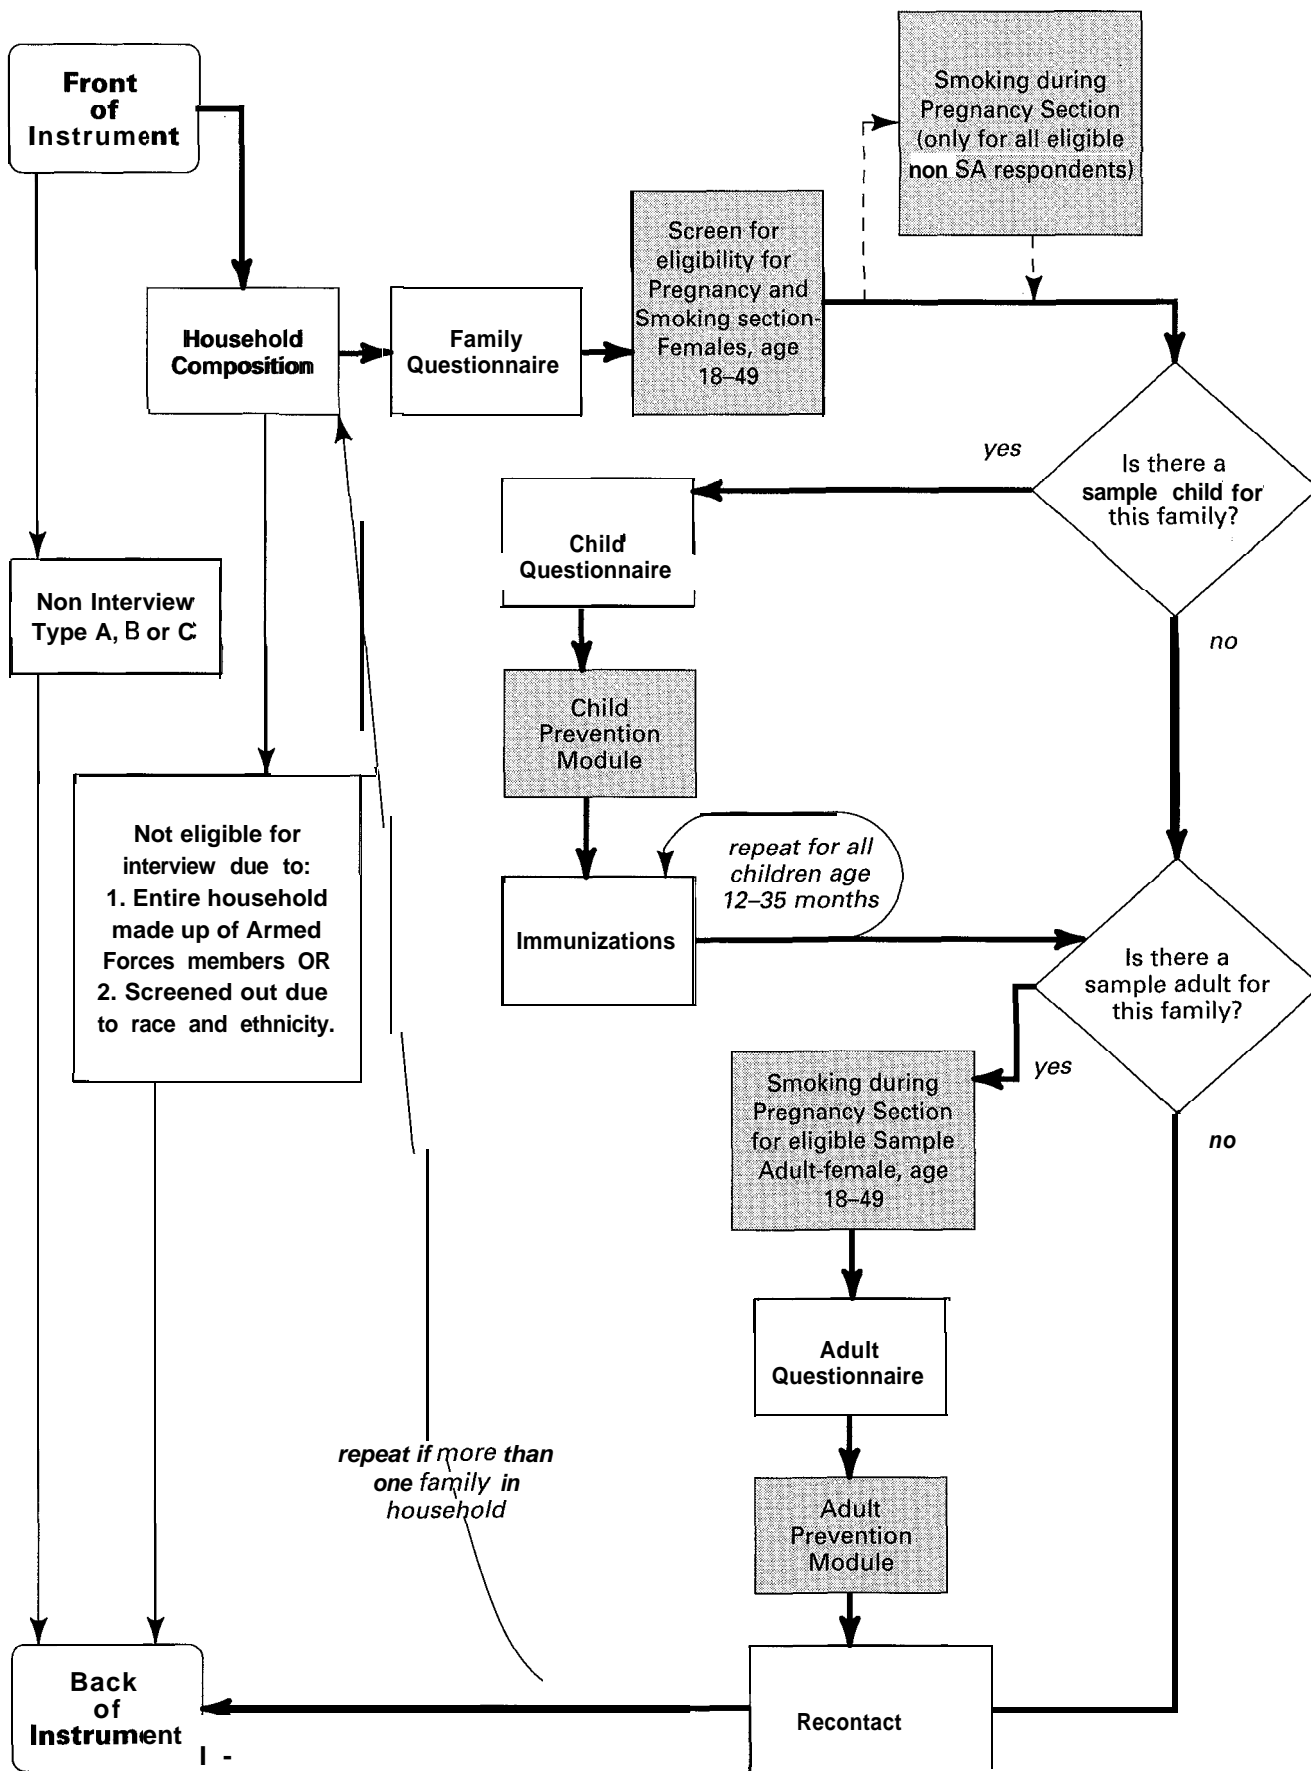 Front
of
Instrument
Smoking during
Pregnancy Section
(only for all eligible
non SA respondents)
Screen for
eligibility for
Pregnancy and
Smoking section-
Females, age
18–49
Household
Composition
Family
Questionnaire
yes
Is there a
sample child for
this family?
no
Child
Questionnaire
Non Interview
Type A, B or C
Child
Prevention
Module
Not eligible for
interview due to:
1. Entire household
made up of Armed
Forces members OR
2. Screened out due
to race and ethnicity.
repeat for all
children age
12–35 months
Immunizations
Is there a
sample adult for
this family?
yes
no
Smoking during
Pregnancy Section
for eligible Sample
Adult-female, age
18–49
Adult
Questionnaire
repeat if more than
one family in
household
Adult
Prevention
Module
Back
of
Instrument
I -
Recontact